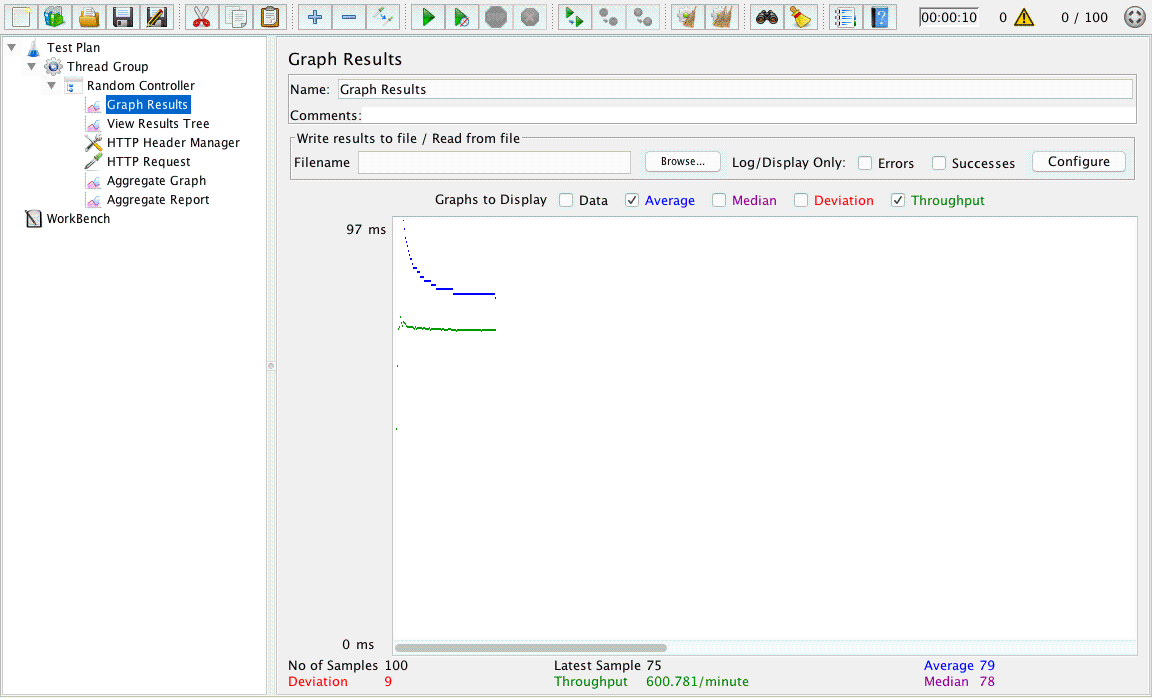 00:00:10 0 0 / 100
Test Plan
Thread Group
Random Controller
Graph Results
View Results Tree
HTTP Header Manager
HTTP Request
Aggregate Graph
Aggregate Report
WorkBench
Graph Results
Name: Graph Results
Comments:
Write results to file / Read from file
Filename Browse... Log/Display Only: Errors Successes Configure
Graphs to Display Data Average Median Deviation Throughput
97 ms
0 ms
No of Samples 100 Latest Sample 75 Average 79
Deviation 9 Throughput 600.781/minute Median 78